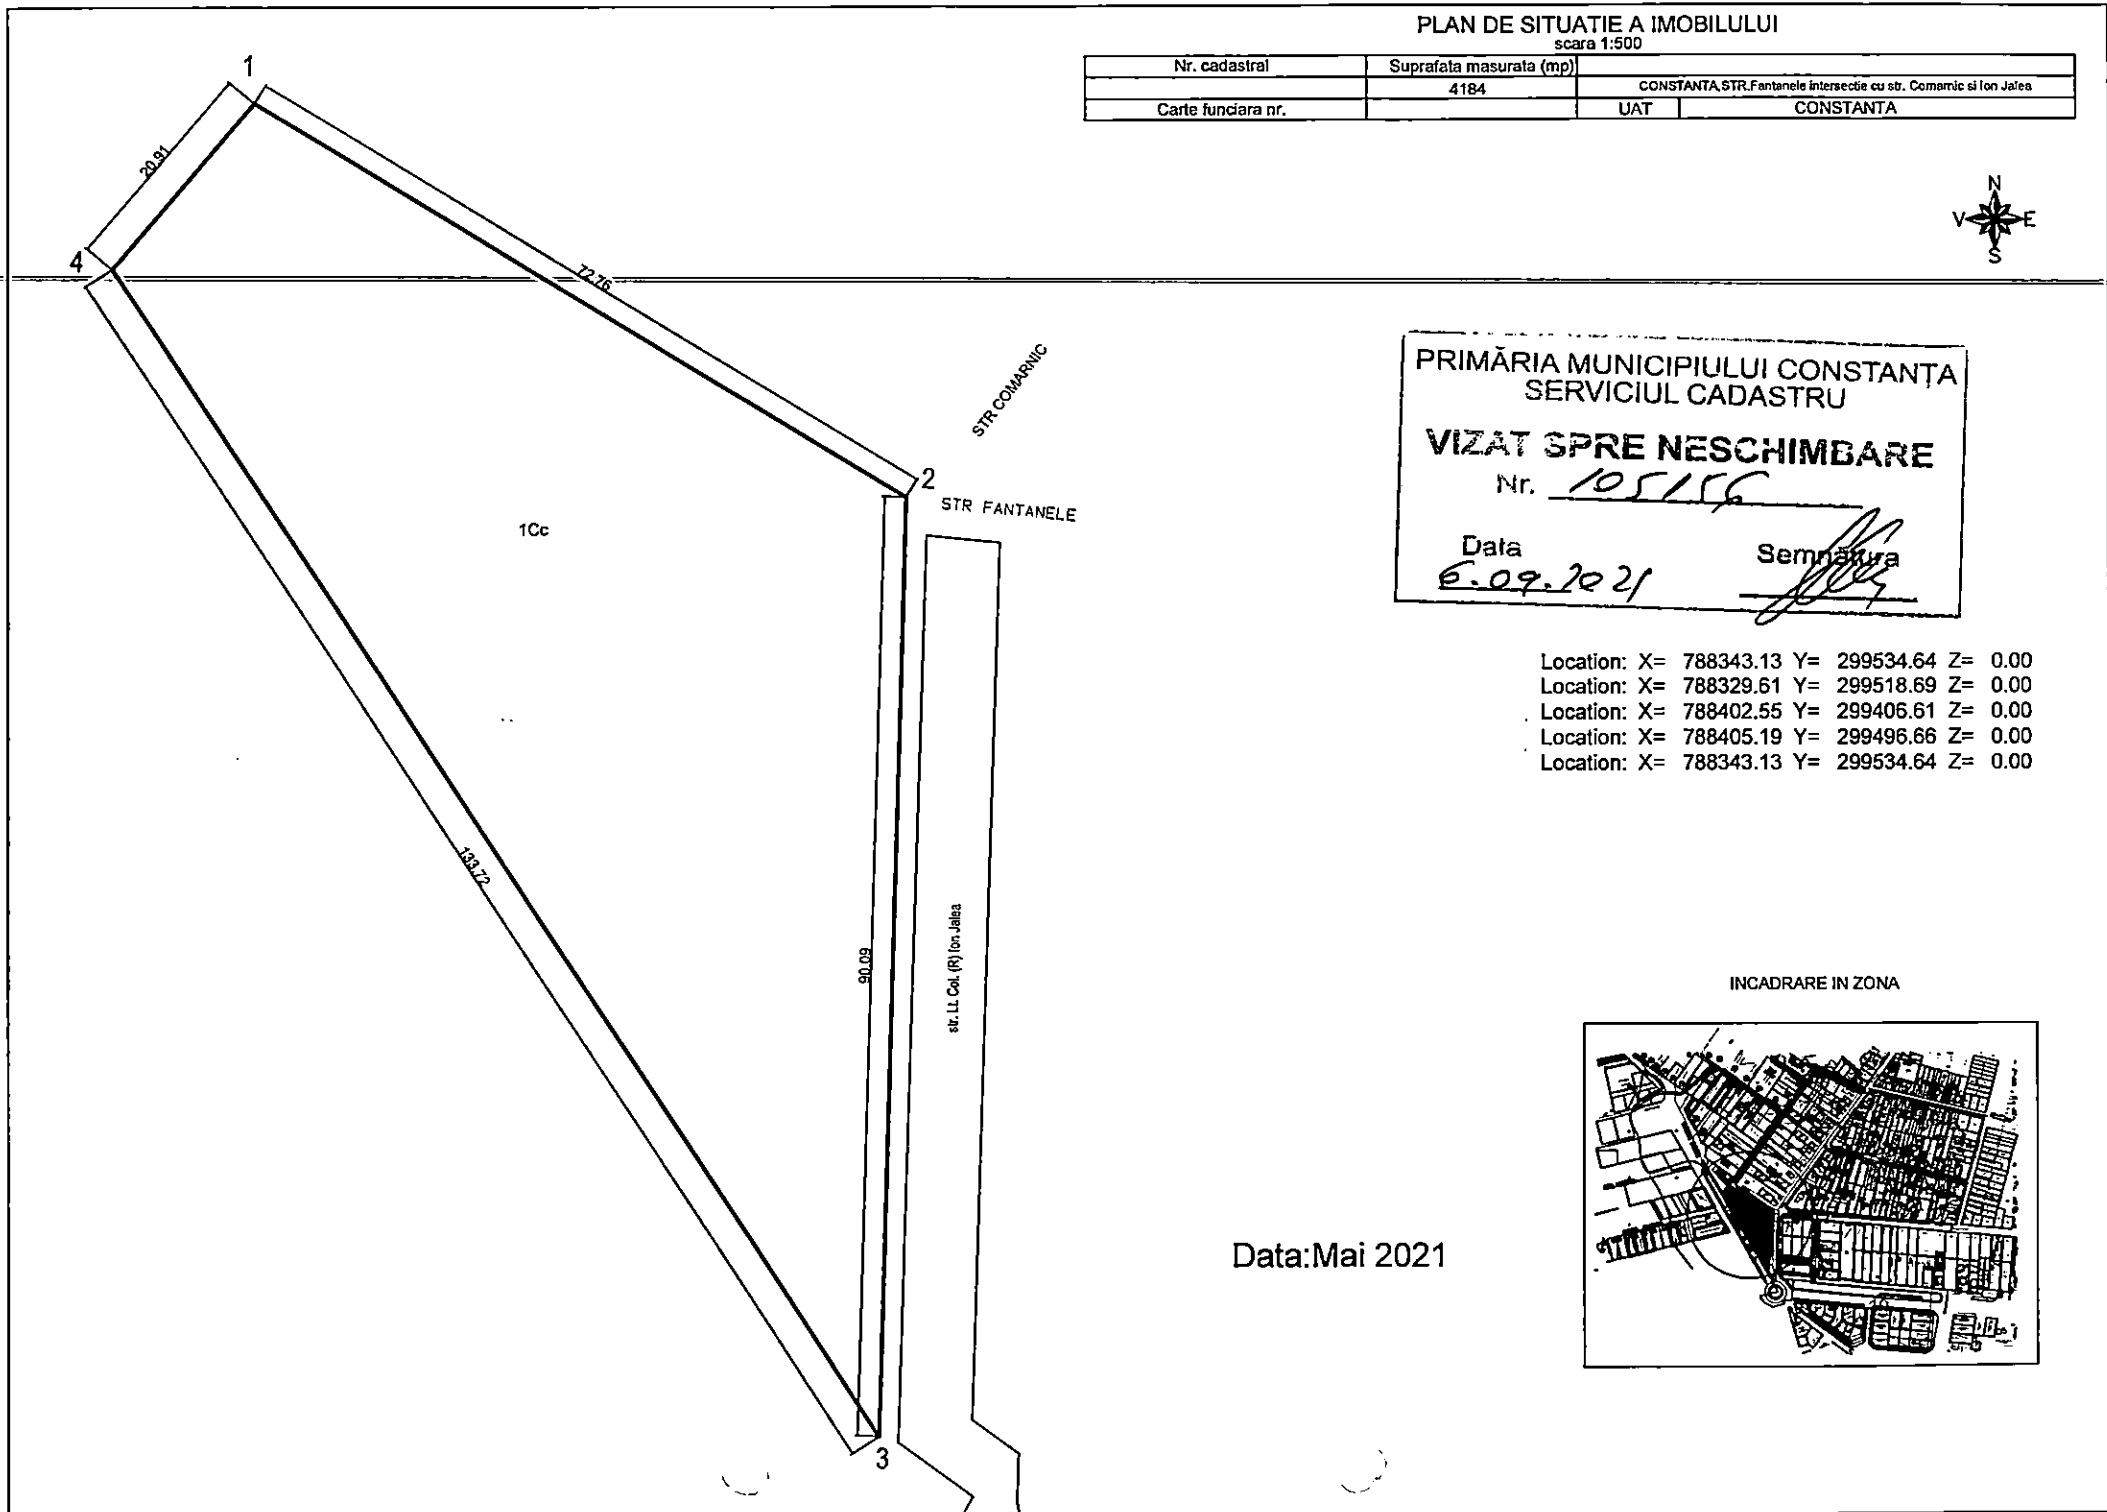 PLAN DE SITUATIE A IMOBILULUI
scara 1:500
Nr. cadastral Suprafata masurata (mp)
4184 CONSTANTA,STR.Fantanele intersectie cu str. Comarnic si Ion Jalea
Carte funciara nr. UAT CONSTANTA
1
20.91
4
72.76
N
V E
S
STR COMARNIC
2
STR FANTANELE
1Cc
PRIMĂRIA MUNICIPIULUI CONSTANȚA
SERVICIUL CADASTRU
VIZAT SPRE NESCHIMBARE
Nr. 105156
Data Semnătura
6.09.2021
Location: X= 788343.13 Y= 299534.64 Z= 0.00
Location: X= 788329.61 Y= 299518.69 Z= 0.00
Location: X= 788402.55 Y= 299406.61 Z= 0.00
Location: X= 788405.19 Y= 299496.66 Z= 0.00
Location: X= 788343.13 Y= 299534.64 Z= 0.00
133.72
90.09
str. Lt. Col. (R) Ion Jalea
INCADRARE IN ZONA
Data:Mai 2021
3